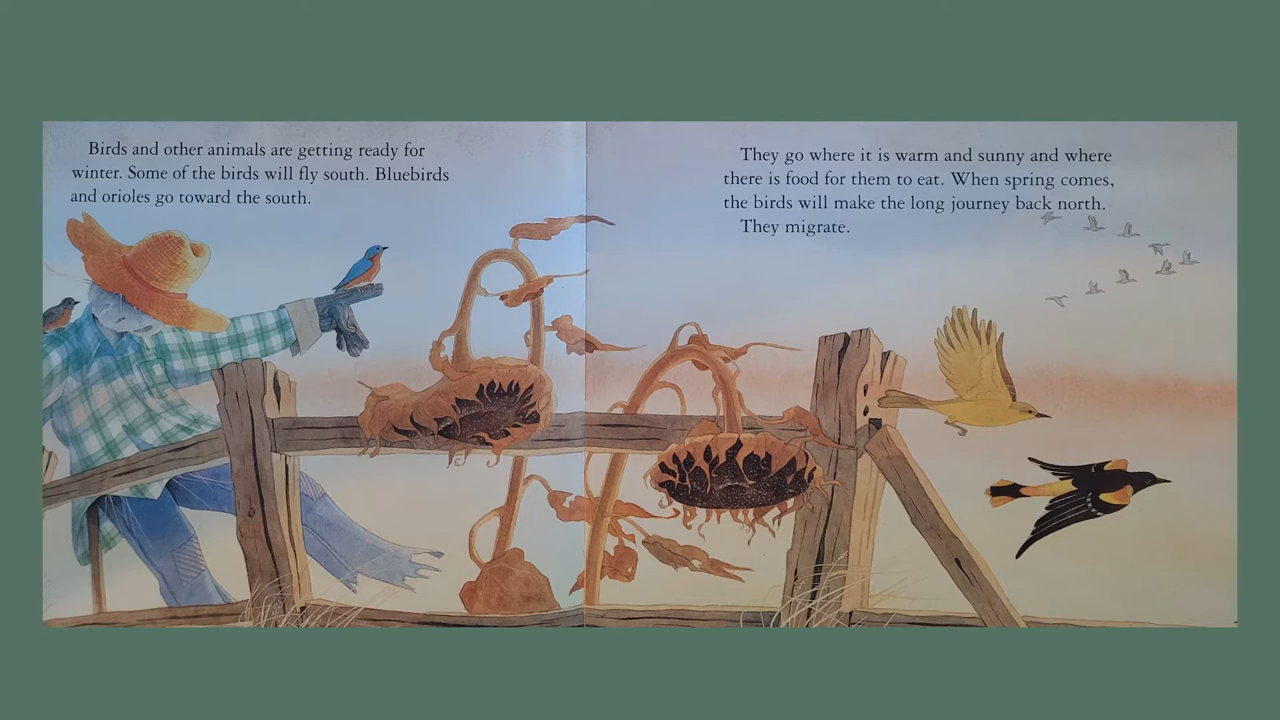 Birds and other animals are getting ready for
winter. Some of the birds will fly south. Bluebirds
and orioles go toward the south.
They go where it is warm and sunny and where
there is food for them to eat. When spring comes,
the birds will make the long journey back north.
They migrate.